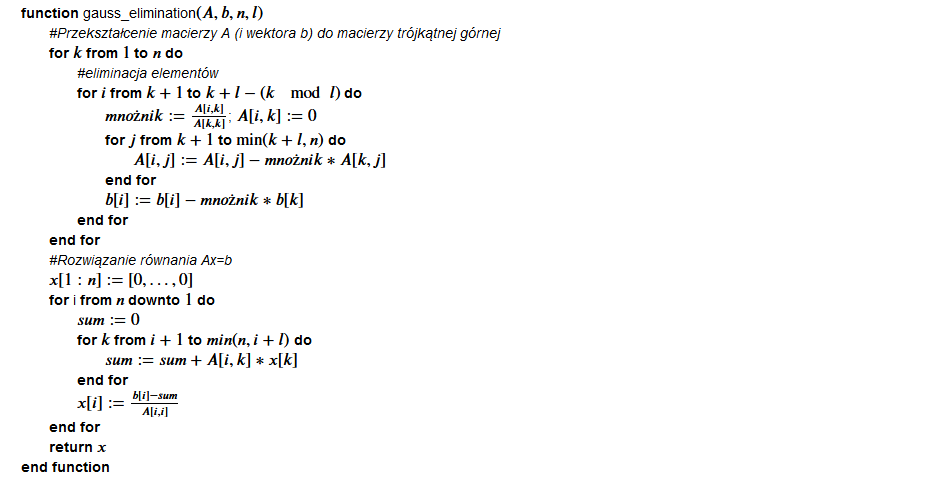 function gauss_elimination(A, b, n, l)
#Przekształcenie macierzy A (i wektora b) do macierzy trójkątnej górnej
for k from 1 to n do
#eliminacja elementów
for i from k + 1 to k + l − (k mod l) do
mnożnik := A[i,k]/A[k,k]; A[i, k] := 0
for j from k + 1 to min(k + l, n) do
A[i, j] := A[i, j] − mnożnik ∗ A[k, j]
end for
b[i] := b[i] − mnożnik ∗ b[k]
end for
end for
#Rozwiązanie równania Ax=b
x[1 : n] := [0, . . . , 0]
for i from n downto 1 do
sum := 0
for k from i + 1 to min(n, i + l) do
sum := sum + A[i, k] ∗ x[k]
end for
x[i] := b[i]−sum/A[i,i]
end for
return x
end function